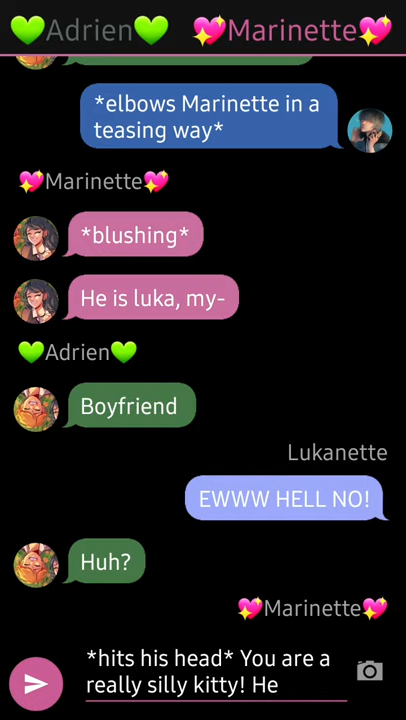 💚Adrien💚 💖Marinette💖
*elbows Marinette in a
teasing way*
💖Marinette💖
*blushing*
He is luka, my-
💚Adrien💚
Boyfriend
Lukanette
EWWW HELL NO!
Huh?
💖Marinette💖
*hits his head* You are a
really silly kitty! He